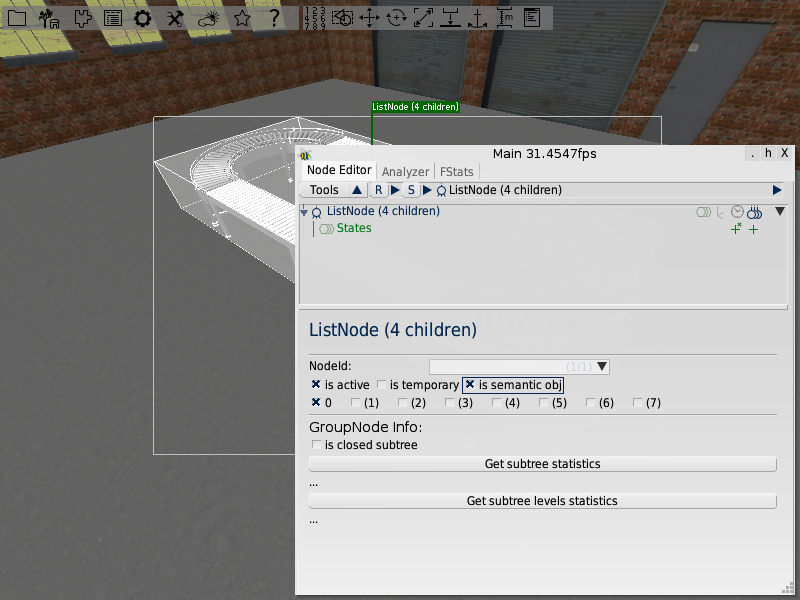 ListNode (4 children)
Main 31.4547fps
. h X
Node Editor Analyzer FStats
Tools R S ListNode (4 children)
ListNode (4 children)
States
ListNode (4 children)
NodeId: (1/1)
is active is temporary is semantic obj
0 (1) (2) (3) (4) (5) (6) (7)
GroupNode Info:
is closed subtree
Get subtree statistics
...
Get subtree levels statistics
...